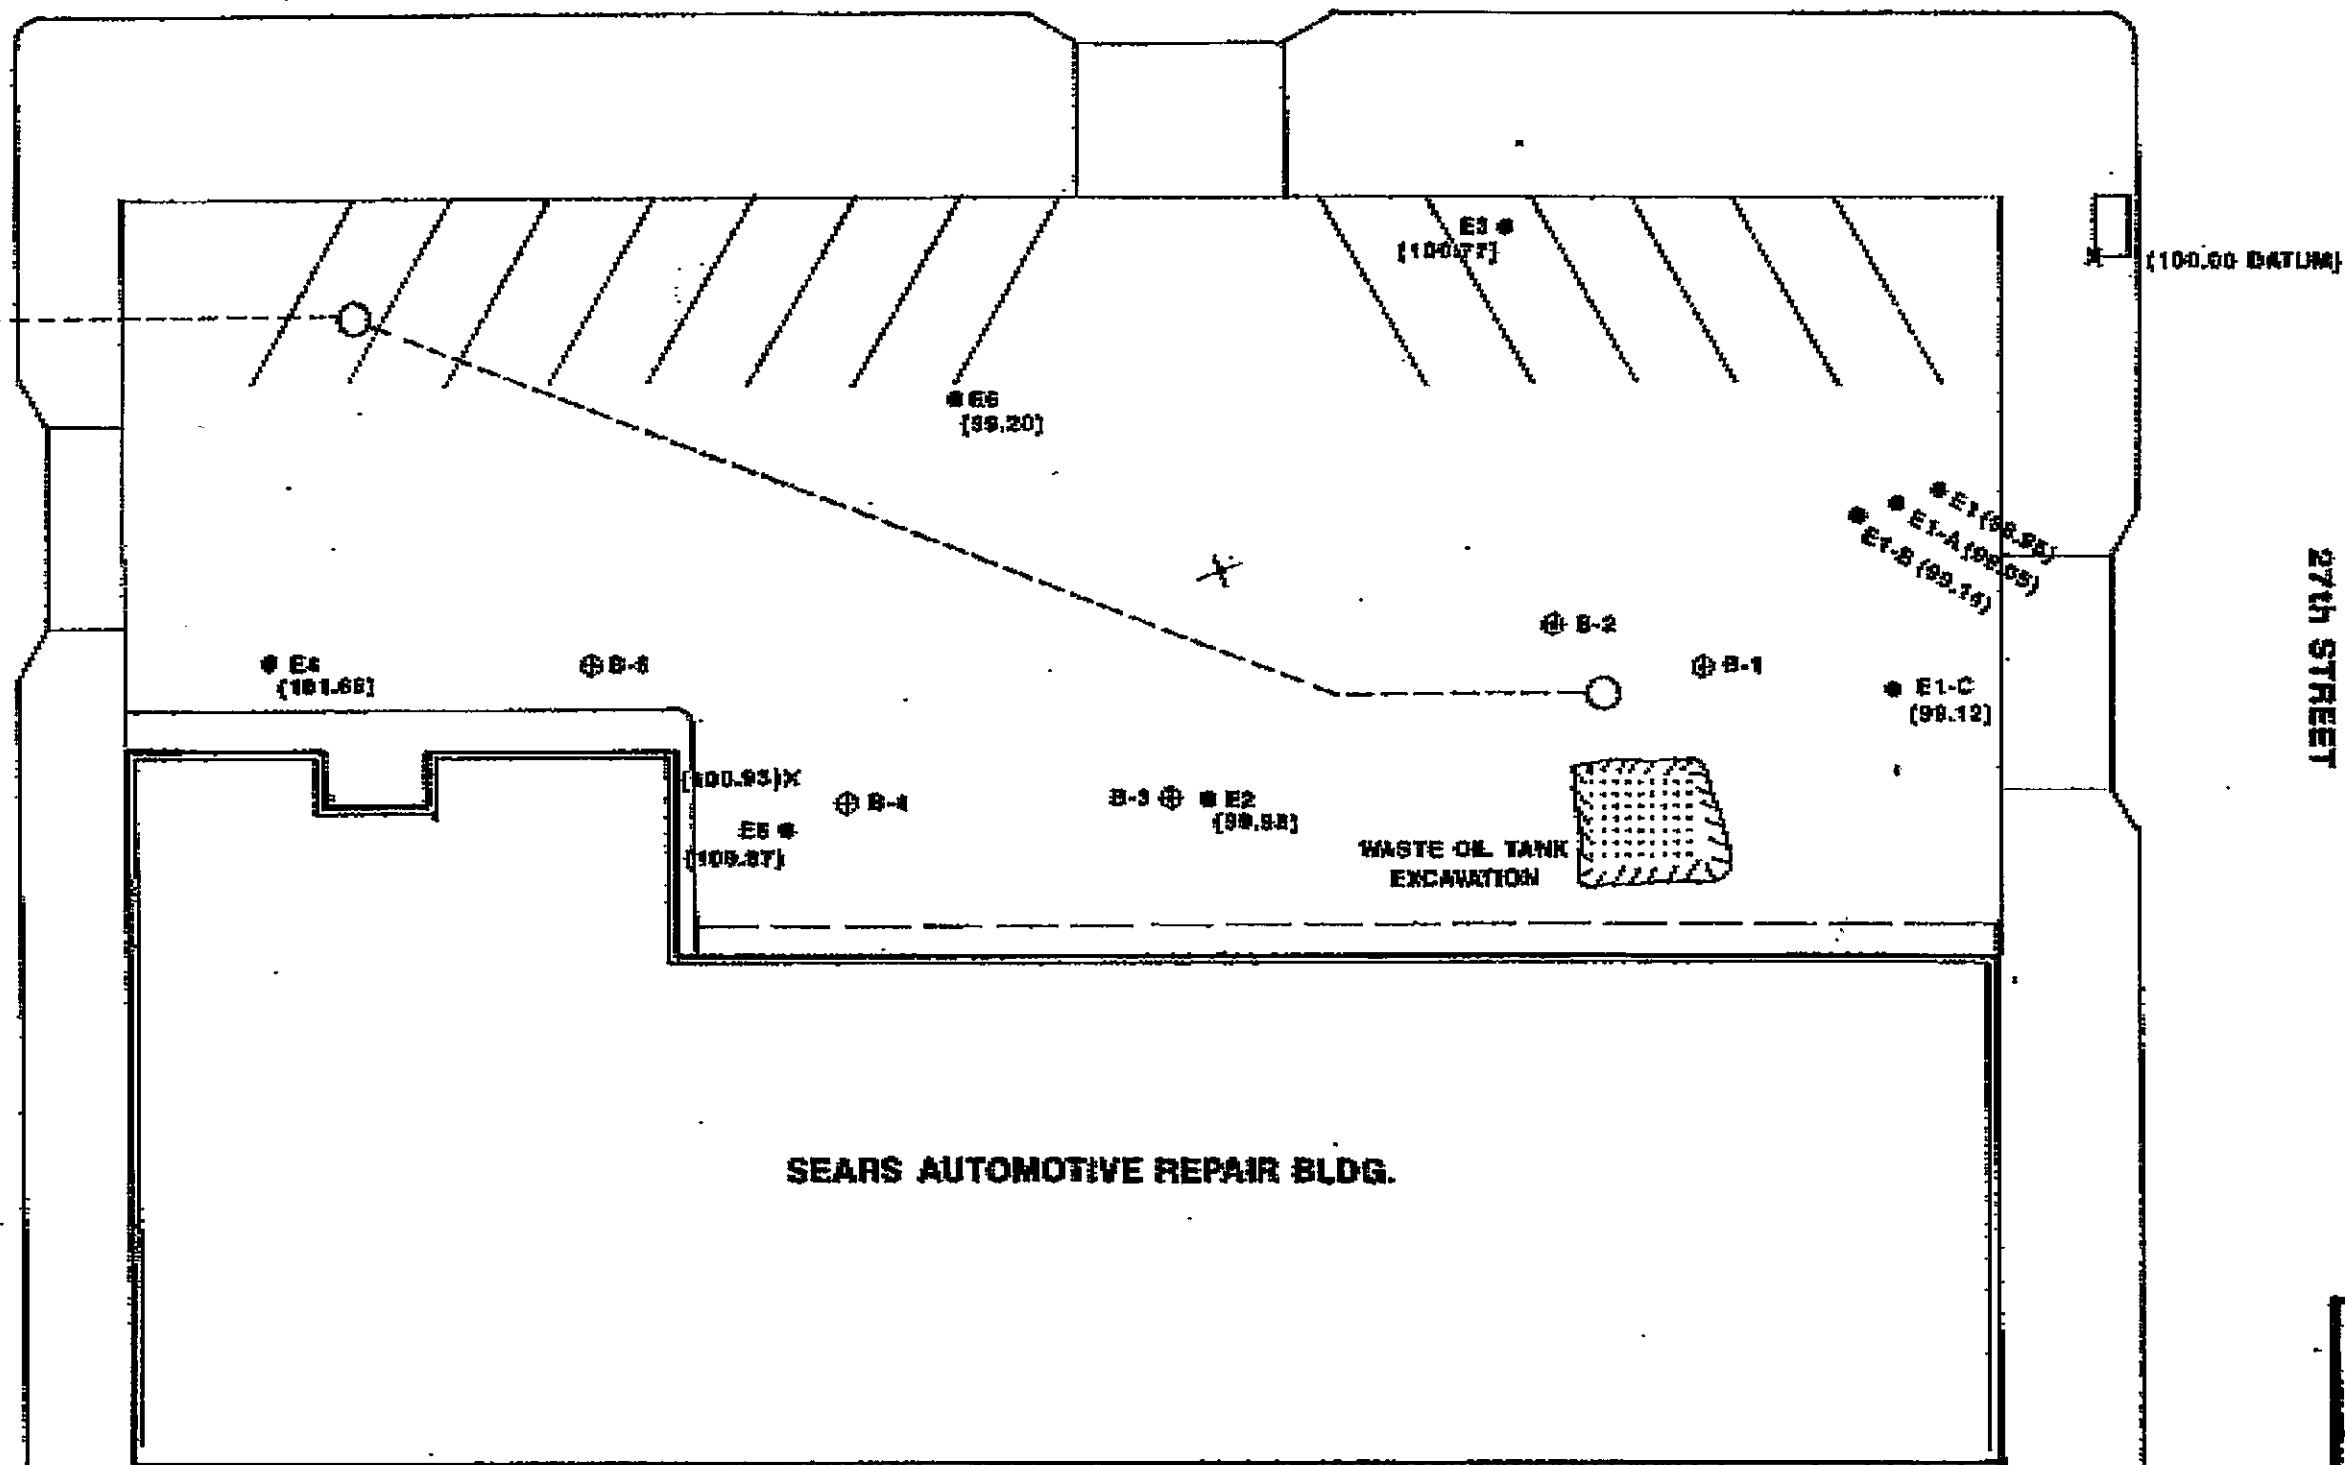 E3
[100.77]
(100.00 DATUM)
E6
[99.20]
E1-A
E1-B
27th STREET
B-2
B-1
E1-C
[99.12]
E4
B-5
[100.93]X
B-4
B-3
E2
E5
WASTE OIL TANK
EXCAVATION
SEARS AUTOMOTIVE REPAIR BLDG.